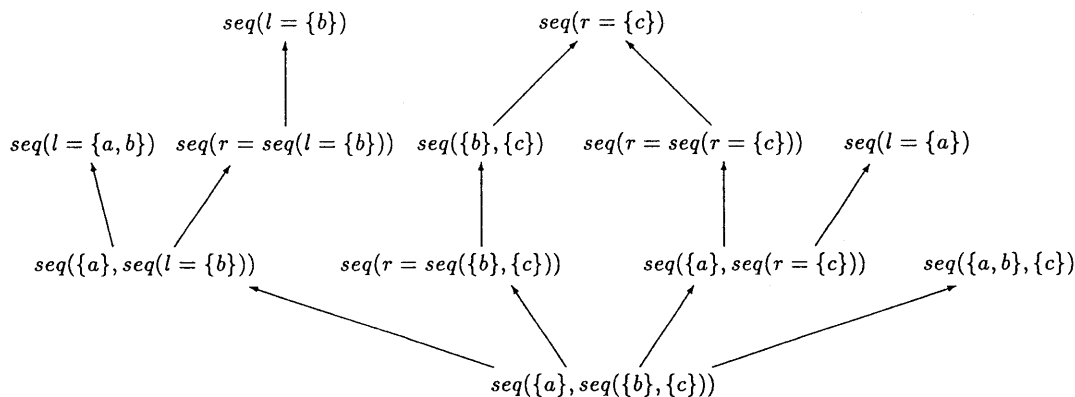 seq(l = {b}) seq(r = {c})
seq(l = {a, b}) seq(r = seq(l = {b})) seq({b}, {c}) seq(r = seq(r = {c})) seq(l = {a})
seq({a}, seq(l = {b})) seq(r = seq({b}, {c})) seq({a}, seq(r = {c})) seq({a, b}, {c})
seq({a}, seq({b}, {c}))